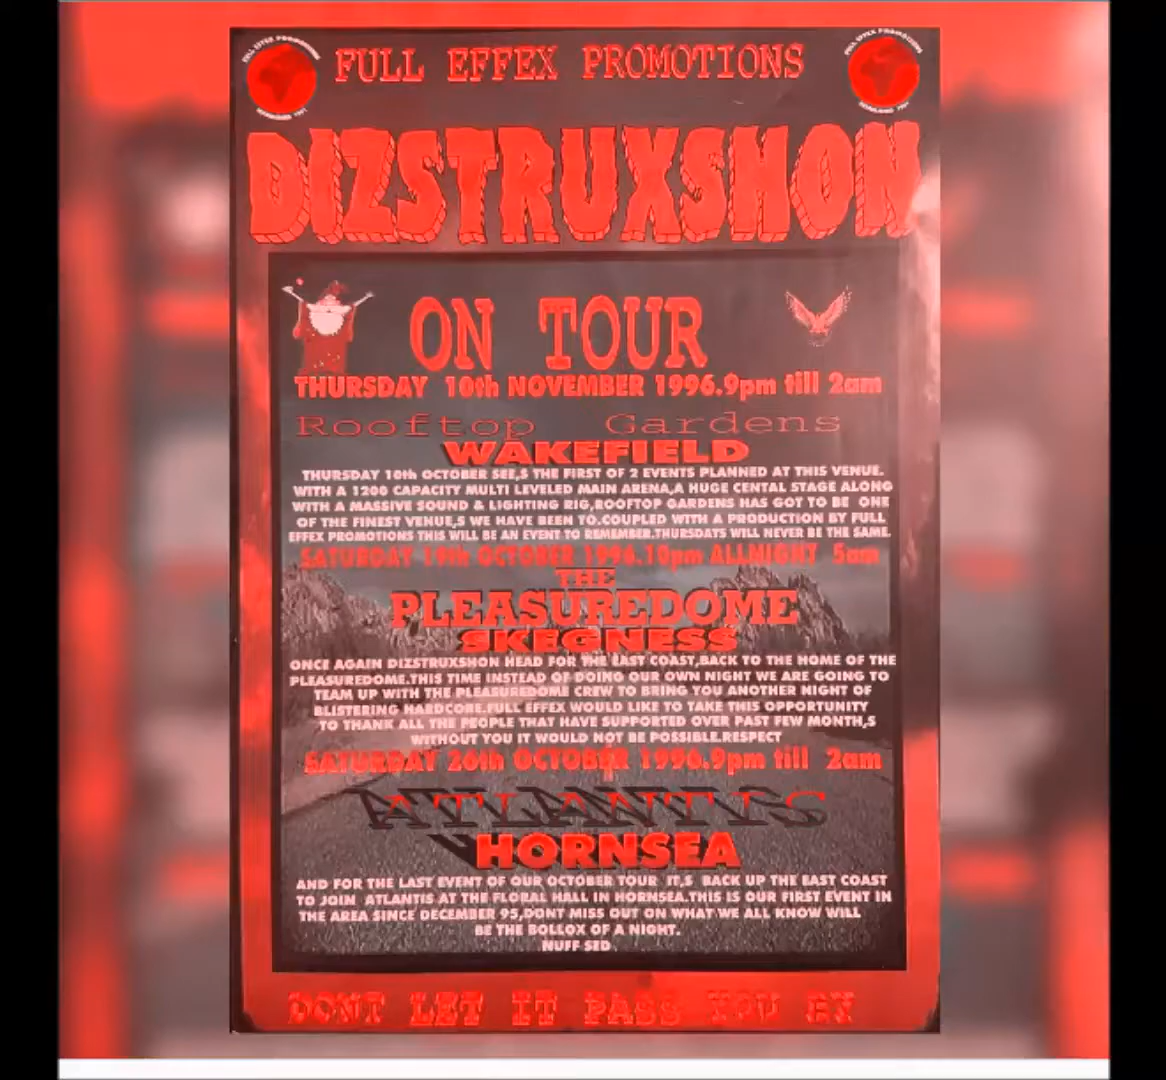 FULL EFFEX PROMOTIONS
FULL EFFEX PROMOTIONS
FULL EFFEX PROMOTIONS
DIZSTRUXSHON
ON TOUR
THURSDAY 10th NOVEMBER 1996.9pm till 2am
Rooftop Gardens
WAKEFIELD
THURSDAY 10th OCTOBER SEE,S THE FIRST OF 2 EVENTS PLANNED AT THIS VENUE.
WITH A 1200 CAPACITY MULTI LEVELED MAIN ARENA,A HUGE CENTAL STAGE ALONG
WITH A MASSIVE SOUND & LIGHTING RIG,ROOFTOP GARDENS HAS GOT TO BE ONE
OF THE FINEST VENUE,S WE HAVE BEEN TO.COUPLED WITH A PRODUCTION BY FULL
EFFEX PROMOTIONS THIS WILL BE AN EVENT TO REMEMBER.THURSDATS WILL NEVER BE THE SAME.
SATURDAY 19th OCTOBER 1996.10pm ALLNIGHT 5am
THE
PLEASUREDOME
SKEGNESS
ONCE AGAIN DIZSTRUXSHON HEAD FOR THE EAST COAST,BACK TO THE HOME OF THE
PLEASUREDOME.THIS TIME INSTEAD OF DOING OUR OWN NIGHT WE ARE GOING TO
TEAM UP WITH THE PLEASUREDOME CREW TO BRING YOU ANOTHER NIGHT OF
BLISTERING HARDCORE.FULL EFFEX WOULD LIKE TO TAKE THIS OPPORTUNITY
TO THANK ALL THE PEOPLE THAT HAVE SUPPORTED OVER PAST FEW MONTH,S
WITHOUT YOU IT WOULD NOT BE POSSIBLE.RESPECT
SATURDAY 26th OCTOBER 1996.9pm till 2am
ATLANTIS
HORNSEA
AND FOR THE LAST EVENT OF OUR OCTOBER TOUR IT,S BACK UP THE EAST COAST
TO JOIN ATLANTIS AT THE FLORAL HALL IN HORNSEA.THIS IS OUR FIRST EVENT IN
THE AREA SINCE DECEMBER 95,DONT MISS OUT ON WHAT WE ALL KNOW WILL
BE THE BOLLOX OF A NIGHT.
NUFF SED
DONT LET IT PASS YOU BY